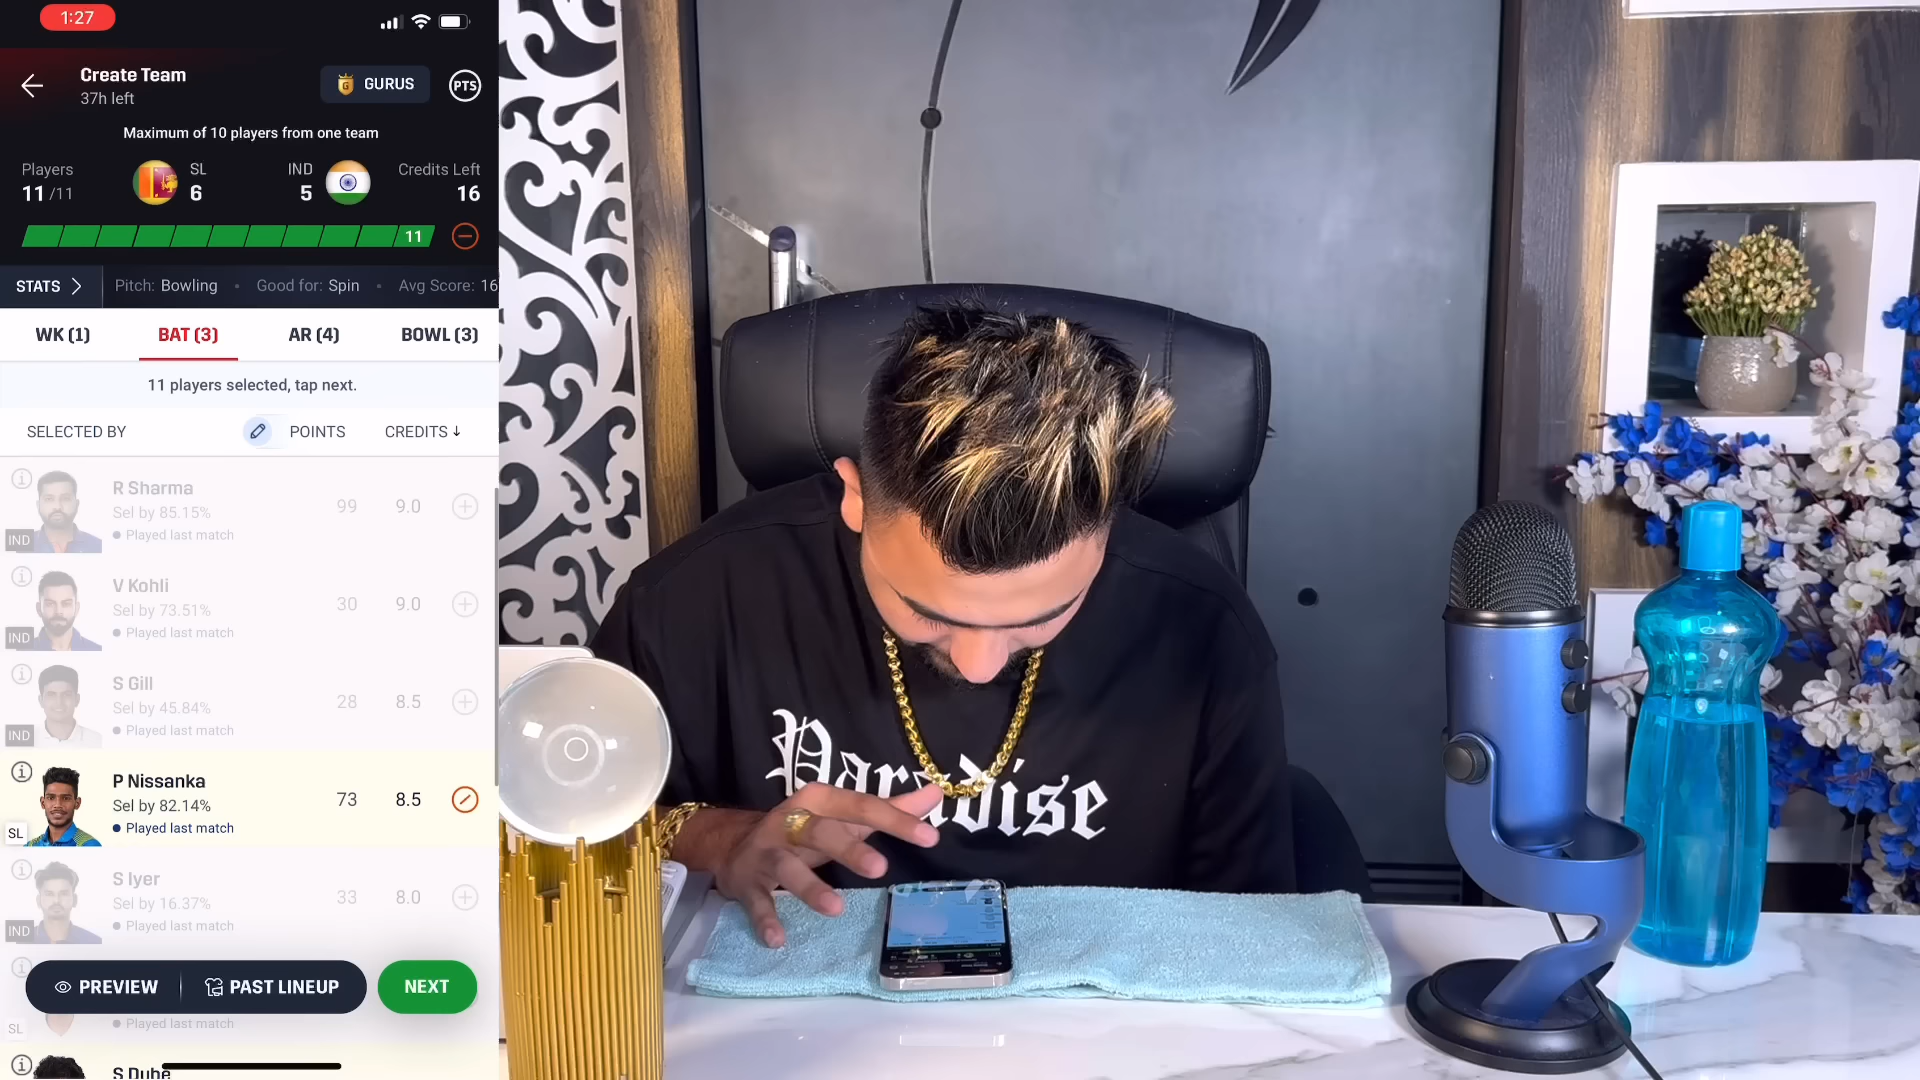 1:27
Create Team
37h left
GURUS
PTS
Maximum of 10 players from one team
Players
11/11
SL
6
IND
5
Credits Left
16
11
STATS
Pitch: Bowling • Good for: Spin • Avg Score: 16
WK (1)
BAT (3)
AR (4)
BOWL (3)
11 players selected, tap next.
SELECTED BY
POINTS
CREDITS ↓
R Sharma
Sel by 85.15%
99
9.0
IND
Played last match
V Kohli
Sel by 73.51%
30
9.0
IND
Played last match
S Gill
Sel by 45.84%
28
8.5
IND
Played last match
P Nissanka
Sel by 82.14%
73
8.5
SL
Played last match
S Iyer
Sel by 16.37%
33
8.0
IND
Played last match
PREVIEW
PAST LINEUP
NEXT
SL
Played last match
S Dube
Paradise